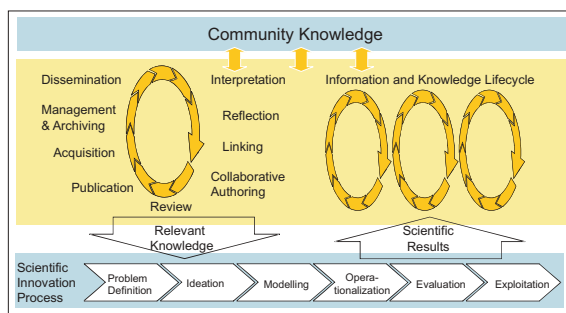 Community Knowledge
Dissemination
Interpretation
Information and Knowledge Lifecycle
Management
& Archiving
Reflection
Acquisition
Linking
Publication
Collaborative
Authoring
Review
Relevant
Knowledge
Scientific
Results
Scientific
Innovation
Process
Problem
Definition
Ideation
Modelling
Opera-
tionalization
Evaluation
Exploitation